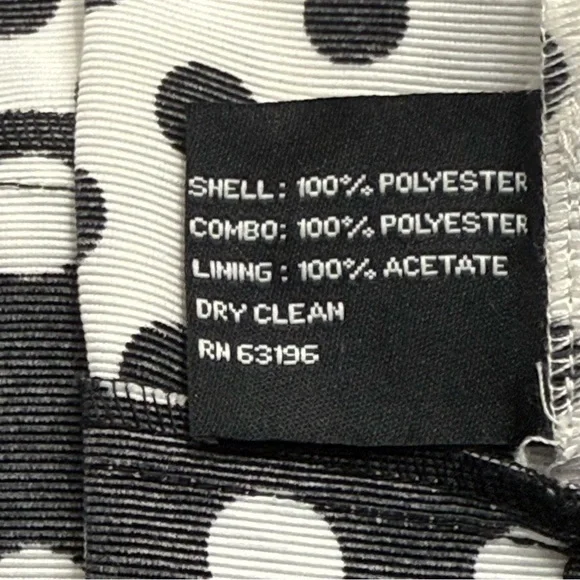 SHELL: 100% POLYESTER
COMBO: 100% POLYESTER
LINING: 100% ACETATE
DRY CLEAN
RN 63196